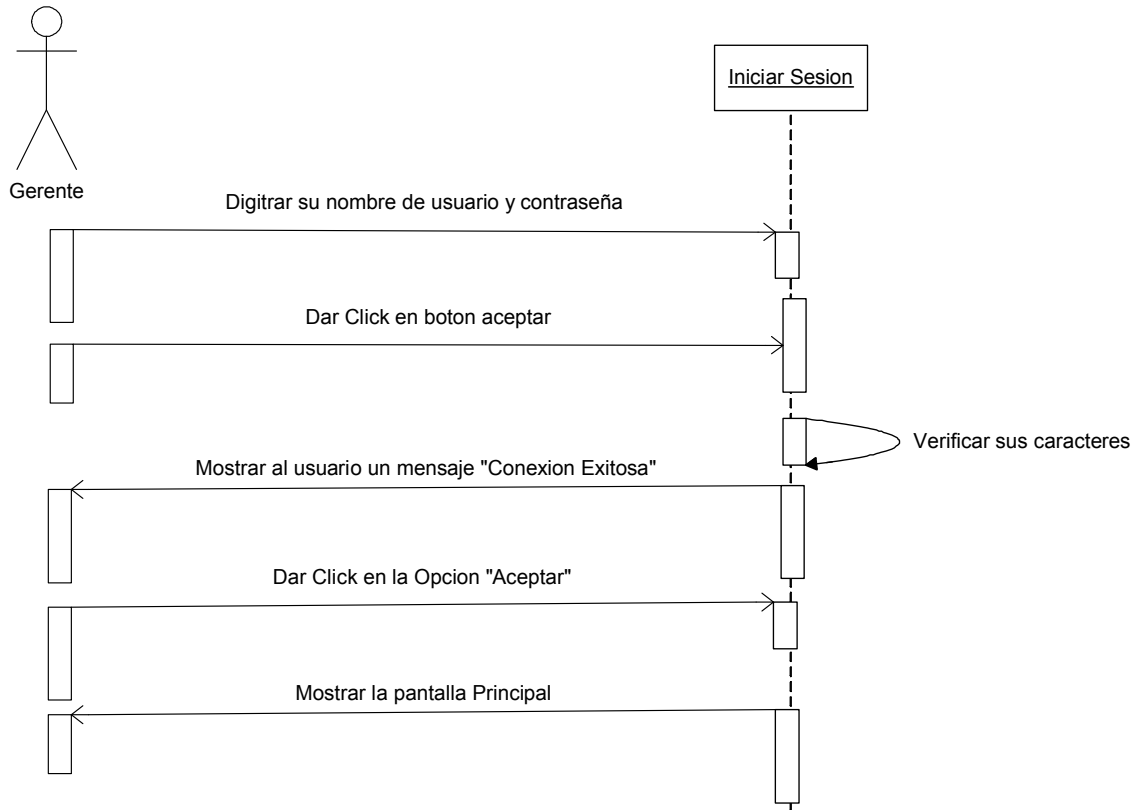 Iniciar Sesion
Gerente
Digitrar su nombre de usuario y contraseña
Dar Click en boton aceptar
Verificar sus caracteres
Mostrar al usuario un mensaje "Conexion Exitosa"
Dar Click en la Opcion "Aceptar"
Mostrar la pantalla Principal